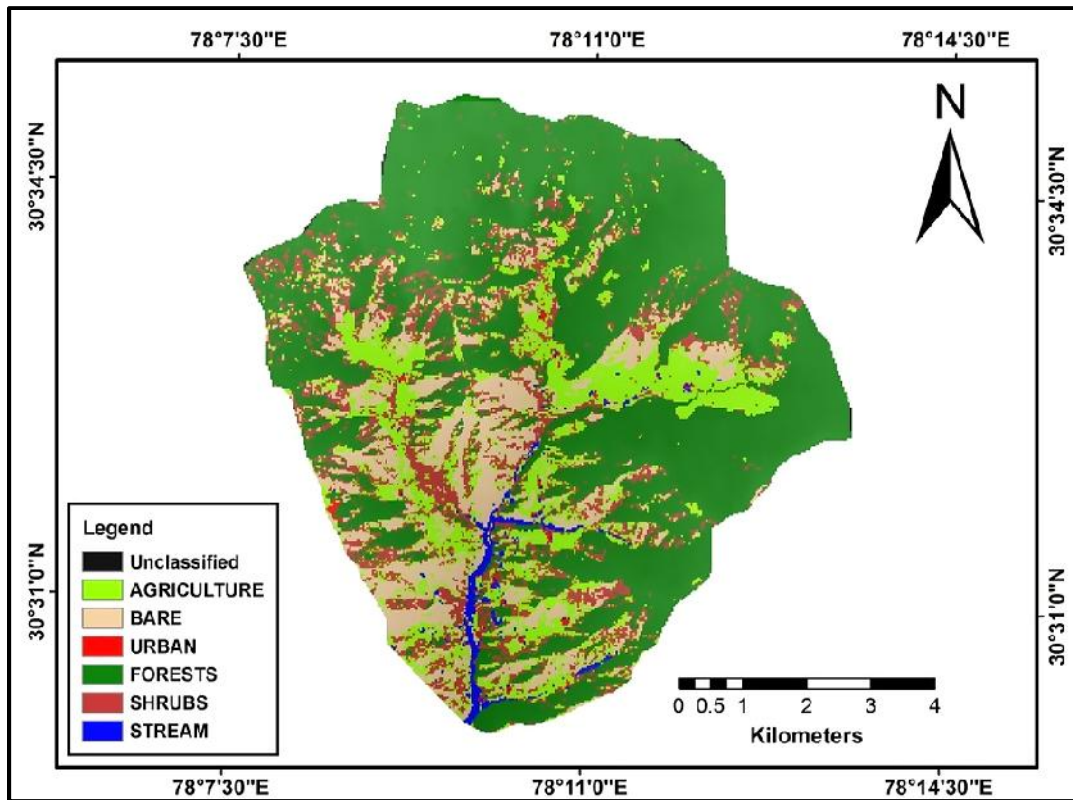 78°7'30"E 78°11'0"E 78°14'30"E
N
30°34'30"N
30°34'30"N
Legend
Unclassified
AGRICULTURE
BARE
URBAN
FORESTS
SHRUBS
STREAM
30°31'0"N
30°31'0"N
0 0.5 1 2 3 4
Kilometers
78°7'30"E 78°11'0"E 78°14'30"E